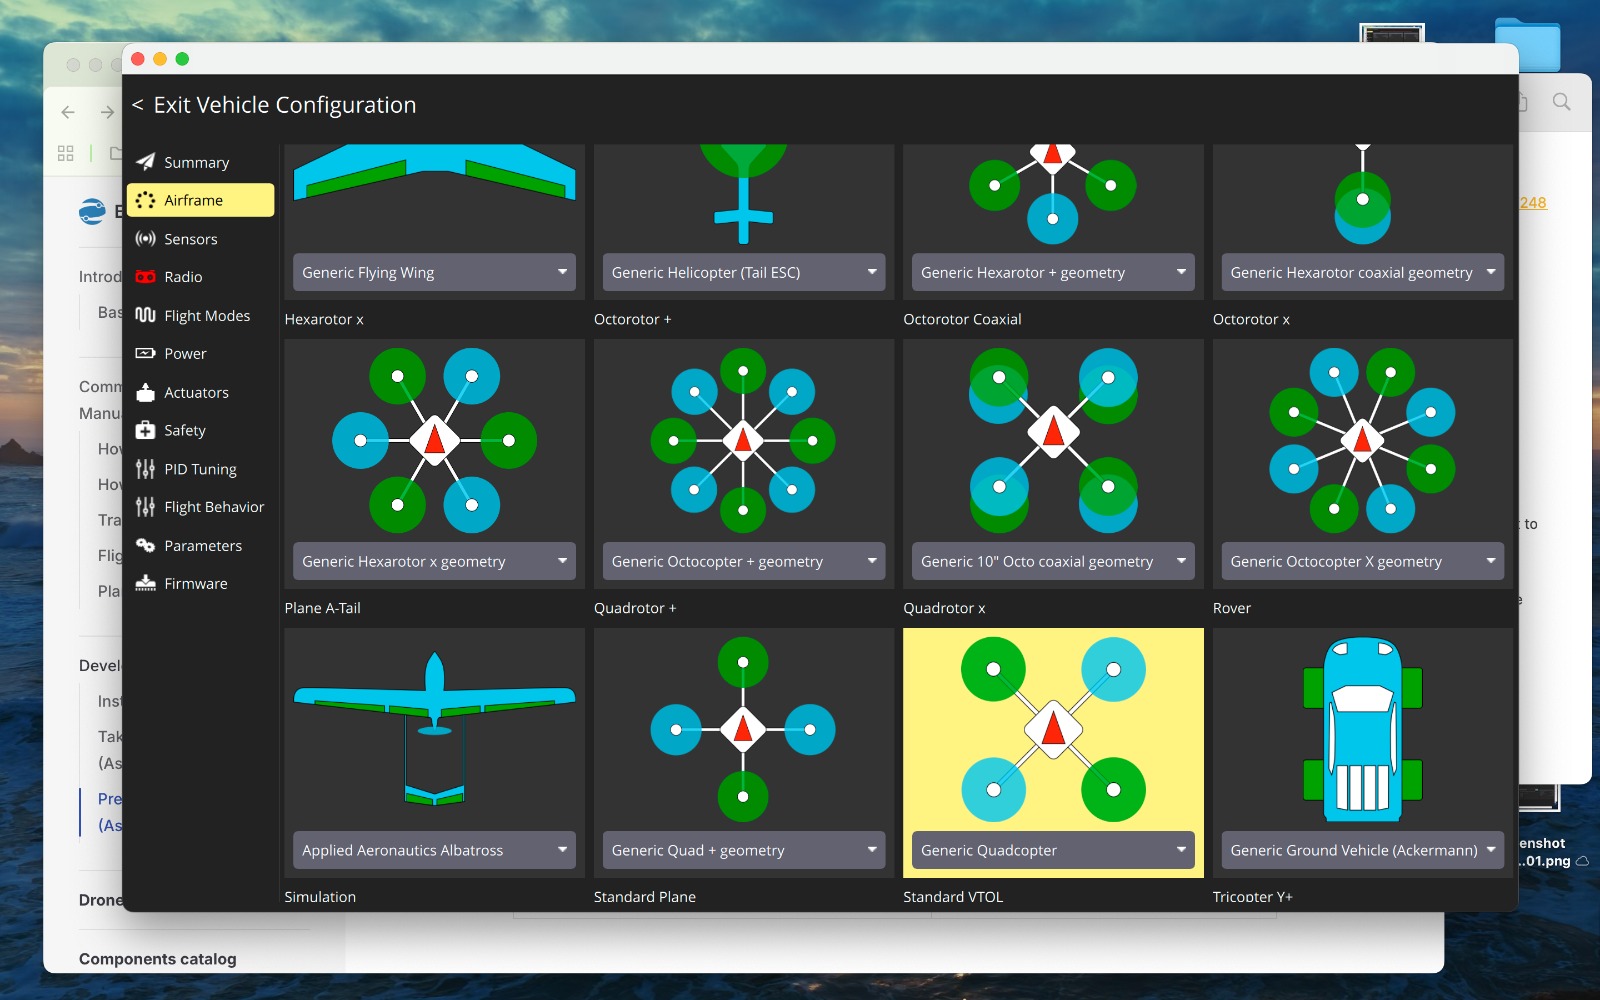 < Exit Vehicle Configuration
Summary
Airframe
Sensors
Radio
Flight Modes
Power
Actuators
Safety
PID Tuning
Flight Behavior
Parameters
Firmware
Generic Flying Wing
Generic Helicopter (Tail ESC)
Generic Hexarotor + geometry
Generic Hexarotor coaxial geometry
Hexarotor x
Octorotor +
Octorotor Coaxial
Octorotor x
Generic Hexarotor x geometry
Generic Octocopter + geometry
Generic 10" Octo coaxial geometry
Generic Octocopter X geometry
Plane A-Tail
Quadrotor +
Quadrotor x
Rover
Applied Aeronautics Albatross
Generic Quad + geometry
Generic Quadcopter
Generic Ground Vehicle (Ackermann)
Simulation
Standard Plane
Standard VTOL
Tricopter Y+
Introd
Bas
Comm
Manua
How
How
Tra
Flig
Pla
Devel
Inst
Tak
(As
Pre
(As
Drone
Components catalog
248
t to
e
enshot
...01.png